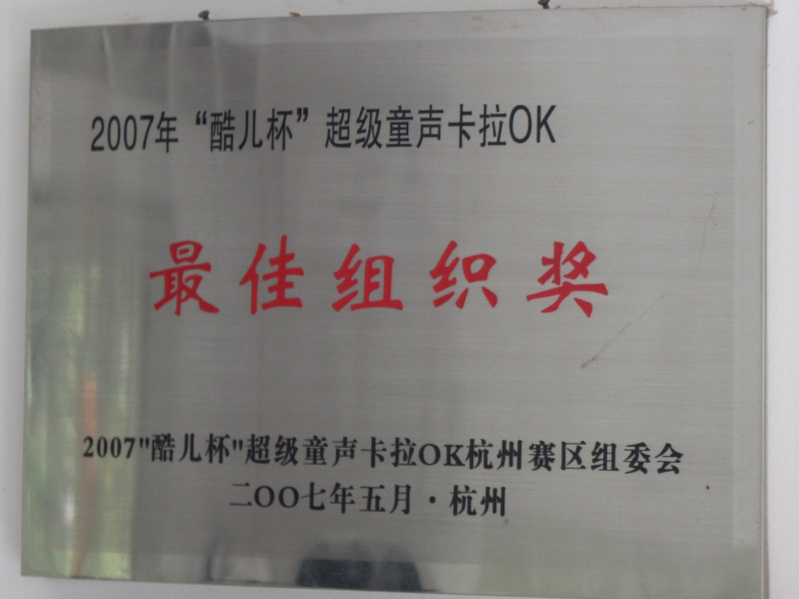 2007年“酷儿杯”超级童声卡拉OK
最佳组织奖
2007"酷儿杯"超级童声卡拉OK杭州赛区组委会
二〇〇七年五月·杭州